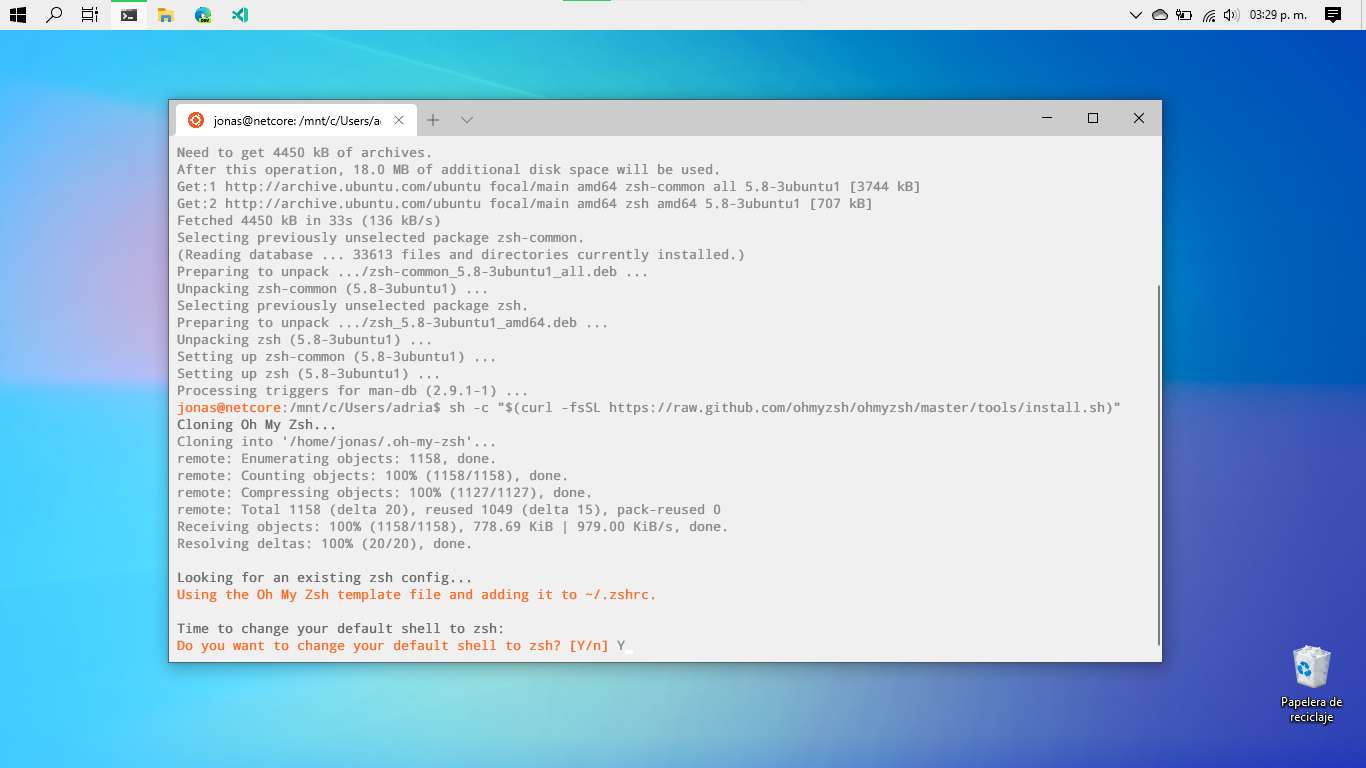 03:29 p. m.
jonas@netcore: /mnt/c/Users/ad
Need to get 4450 kB of archives.
After this operation, 18.0 MB of additional disk space will be used.
Get:1 http://archive.ubuntu.com/ubuntu focal/main amd64 zsh-common all 5.8-3ubuntu1 [3744 kB]
Get:2 http://archive.ubuntu.com/ubuntu focal/main amd64 zsh amd64 5.8-3ubuntu1 [707 kB]
Fetched 4450 kB in 33s (136 kB/s)
Selecting previously unselected package zsh-common.
(Reading database ... 33613 files and directories currently installed.)
Preparing to unpack .../zsh-common_5.8-3ubuntu1_all.deb ...
Unpacking zsh-common (5.8-3ubuntu1) ...
Selecting previously unselected package zsh.
Preparing to unpack .../zsh_5.8-3ubuntu1_amd64.deb ...
Unpacking zsh (5.8-3ubuntu1) ...
Setting up zsh-common (5.8-3ubuntu1) ...
Setting up zsh (5.8-3ubuntu1) ...
Processing triggers for man-db (2.9.1-1) ...
jonas@netcore:/mnt/c/Users/adria$ sh -c "$(curl -fsSL https://raw.github.com/ohmyzsh/ohmyzsh/master/tools/install.sh)"
Cloning Oh My Zsh...
Cloning into '/home/jonas/.oh-my-zsh'...
remote: Enumerating objects: 1158, done.
remote: Counting objects: 100% (1158/1158), done.
remote: Compressing objects: 100% (1127/1127), done.
remote: Total 1158 (delta 20), reused 1049 (delta 15), pack-reused 0
Receiving objects: 100% (1158/1158), 778.69 KiB | 979.00 KiB/s, done.
Resolving deltas: 100% (20/20), done.
Looking for an existing zsh config...
Using the Oh My Zsh template file and adding it to ~/.zshrc.
Time to change your default shell to zsh:
Do you want to change your default shell to zsh? [Y/n] Y
Papelera de
reciclaje